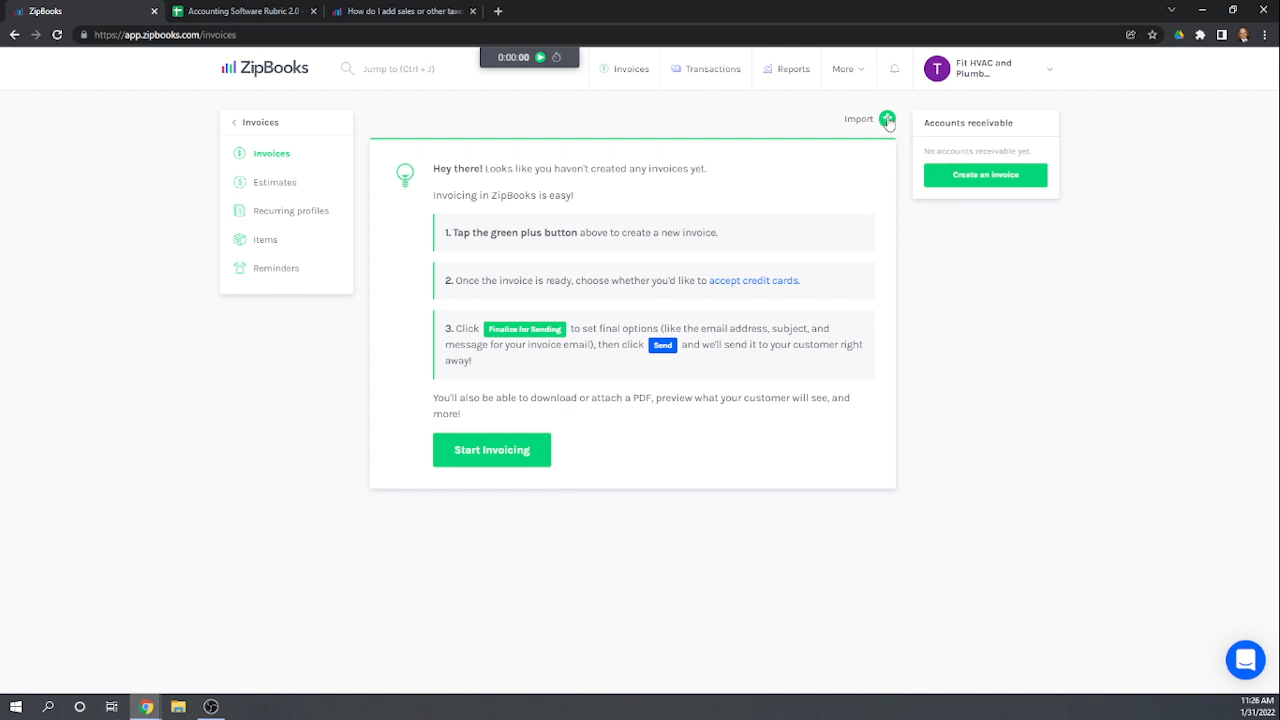 ZipBooks
Accounting Software Rubric 2.0 -
How do I add sales or other taxe
https://app.zipbooks.com/invoices
0:00:00
ZipBooks
Jump to (Ctrl + J)
Invoices
Transactions
Reports
More
T
Fit HVAC and
Plumb...
Invoices
Invoices
Estimates
Recurring profiles
Items
Reminders
Import
Hey there! Looks like you haven't created any invoices yet.
Invoicing in ZipBooks is easy!
1. Tap the green plus button above to create a new invoice.
2. Once the invoice is ready, choose whether you'd like to accept credit cards.
3. Click Finalize for Sending to set final options (like the email address, subject, and
message for your invoice email), then click Send and we'll send it to your customer right
away!
You'll also be able to download or attach a PDF, preview what your customer will see, and
more!
Start Invoicing
Accounts receivable
No accounts receivable yet.
Create an invoice
11:26 AM
1/31/2022